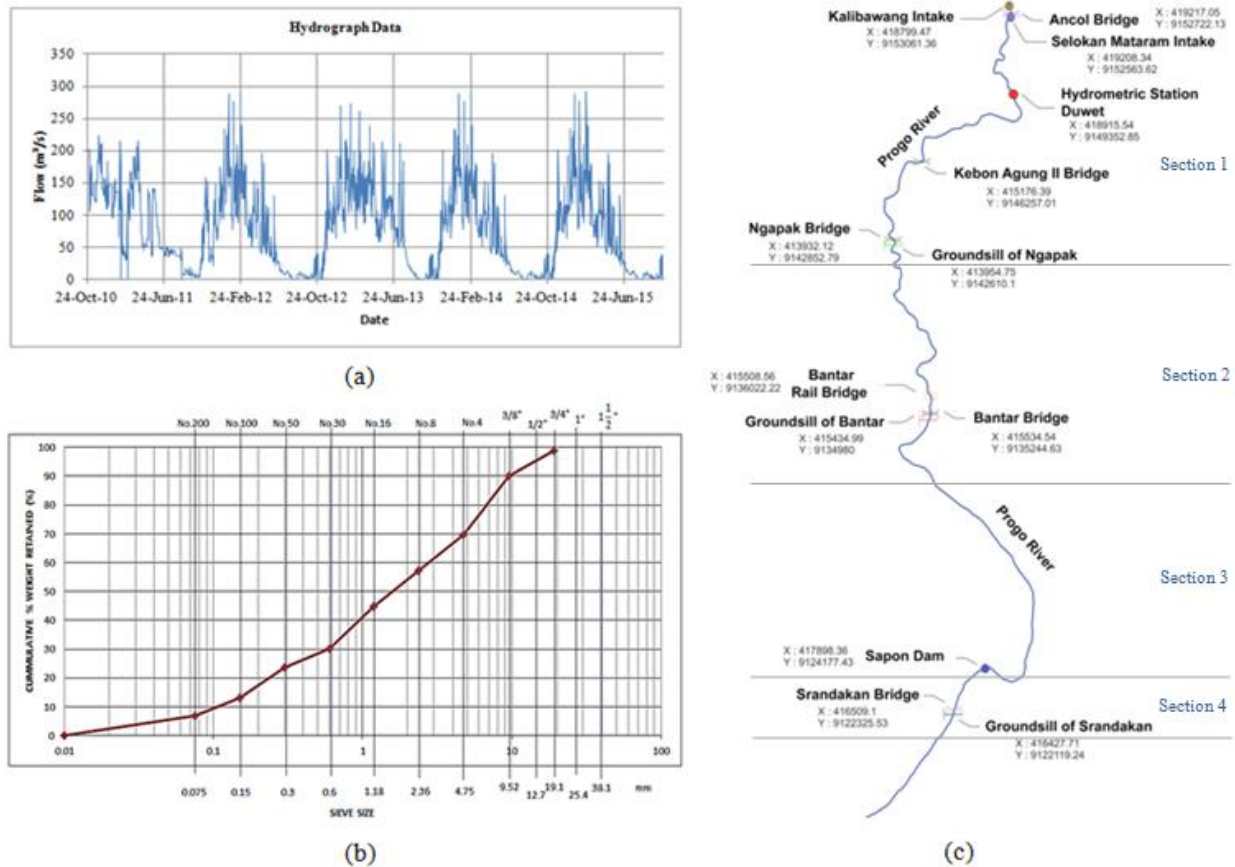 Hydrograph Data
350
300
250
200
150
100
50
0
Flow (m³/s)
24-Oct-10 24-Jun-11 24-Feb-12 24-Oct-12 24-Jun-13 24-Feb-14 24-Oct-14 24-Jun-15
Date
(a)
No.200 No.100 No.50 No.30 No.16 No.8 No.4 3/8" 1/2" 3/4" 1" 1 1/2"
100
90
80
70
60
50
40
30
20
10
0
CUMMULATIVE % WEIGHT RETAINED (%)
0.01 0.1 1 10 100
0.075 0.15 0.3 0.6 1.18 2.36 4.75 9.52 12.7 19.1 25.4 38.1 mm
SIEVE SIZE
(b)
Kalibawang Intake
X : 418799.47
Y : 9153061.36
Ancol Bridge
X : 419217.05
Y : 9152722.13
Selokan Mataram Intake
X : 419208.34
Y : 9152563.62
Hydrometric Station
Duwet
X : 418915.54
Y : 9149352.85
Progo River
Section 1
Kebon Agung II Bridge
X : 415176.39
Y : 9146257.01
Ngapak Bridge
X : 413932.12
Y : 9142852.79
Groundsill of Ngapak
X : 413954.75
Y : 9142610.1
Section 2
X : 415508.56
Y : 9136022.22
Bantar
Rail Bridge
Groundsill of Bantar
X : 415434.99
Y : 9134980
Bantar Bridge
X : 415534.54
Y : 9135244.63
Progo River
Section 3
X : 417898.36
Y : 9124177.43
Sapon Dam
Srandakan Bridge
X : 416509.1
Y : 9122325.53
Section 4
Groundsill of Srandakan
X : 416427.71
Y : 9122119.24
(c)